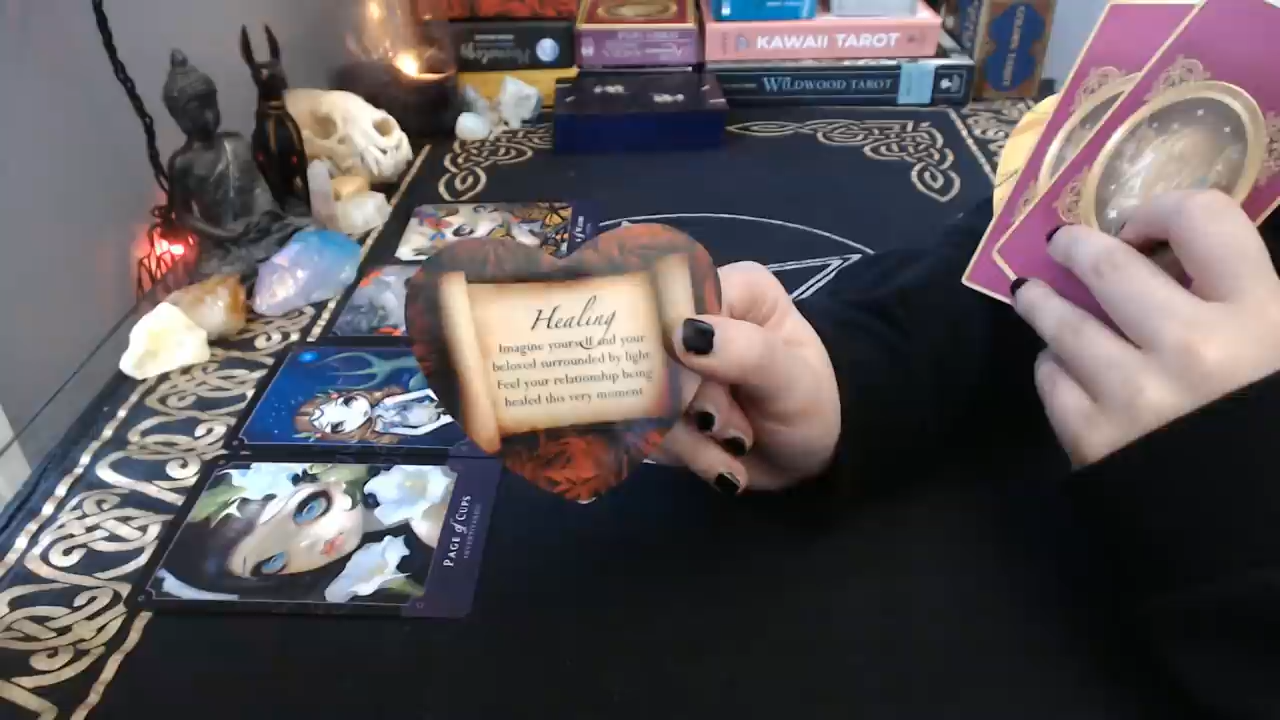 KAWAII TAROT
WILDWOOD TAROT
Healing
Imagine yourself and your
beloved surrounded by light.
Feel your relationship being
healed this very moment.
PAGE of CUPS